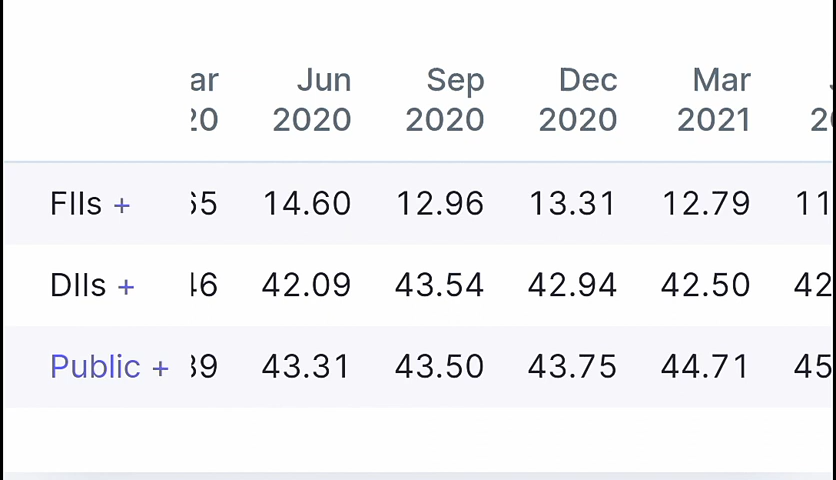 Jun Sep Dec Mar
2020 2020 2020 2021
FIIs + 14.60 12.96 13.31 12.79
DIIs + 42.09 43.54 42.94 42.50
Public + 43.31 43.50 43.75 44.71